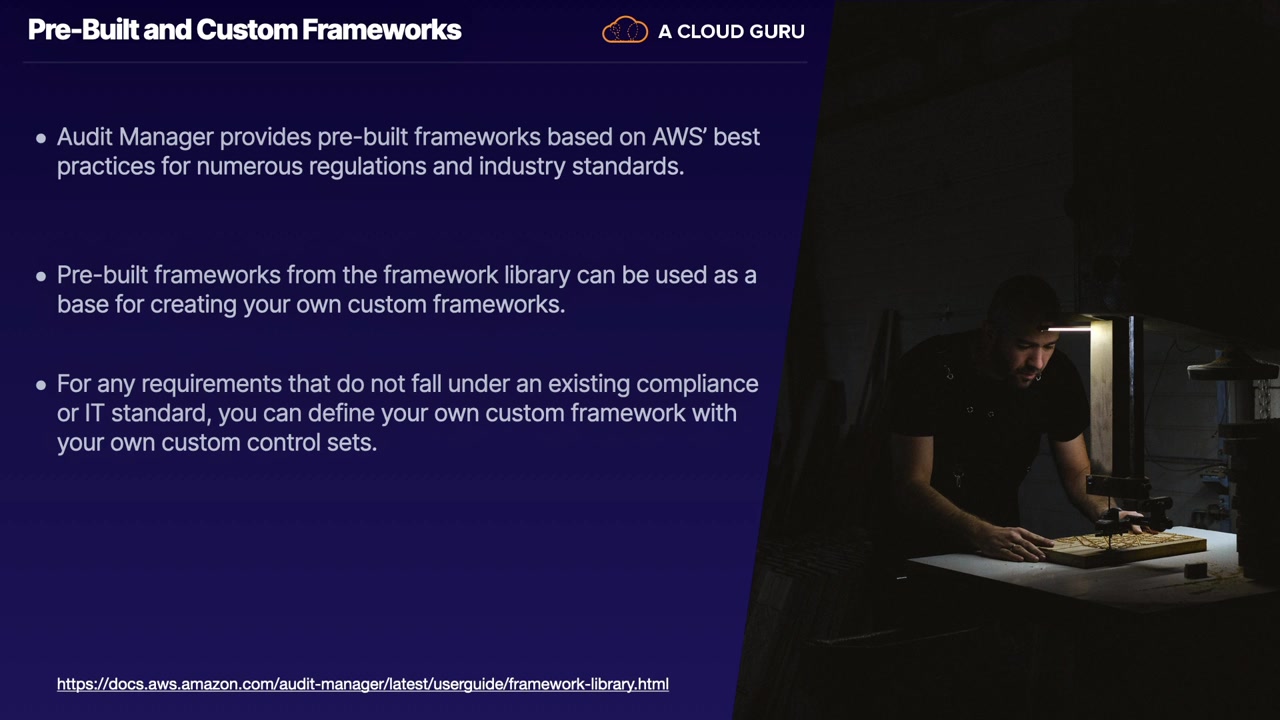 Pre-Built and Custom Frameworks
A CLOUD GURU
• Audit Manager provides pre-built frameworks based on AWS’ best
practices for numerous regulations and industry standards.
• Pre-built frameworks from the framework library can be used as a
base for creating your own custom frameworks.
• For any requirements that do not fall under an existing compliance
or IT standard, you can define your own custom framework with
your own custom control sets.
https://docs.aws.amazon.com/audit-manager/latest/userguide/framework-library.html